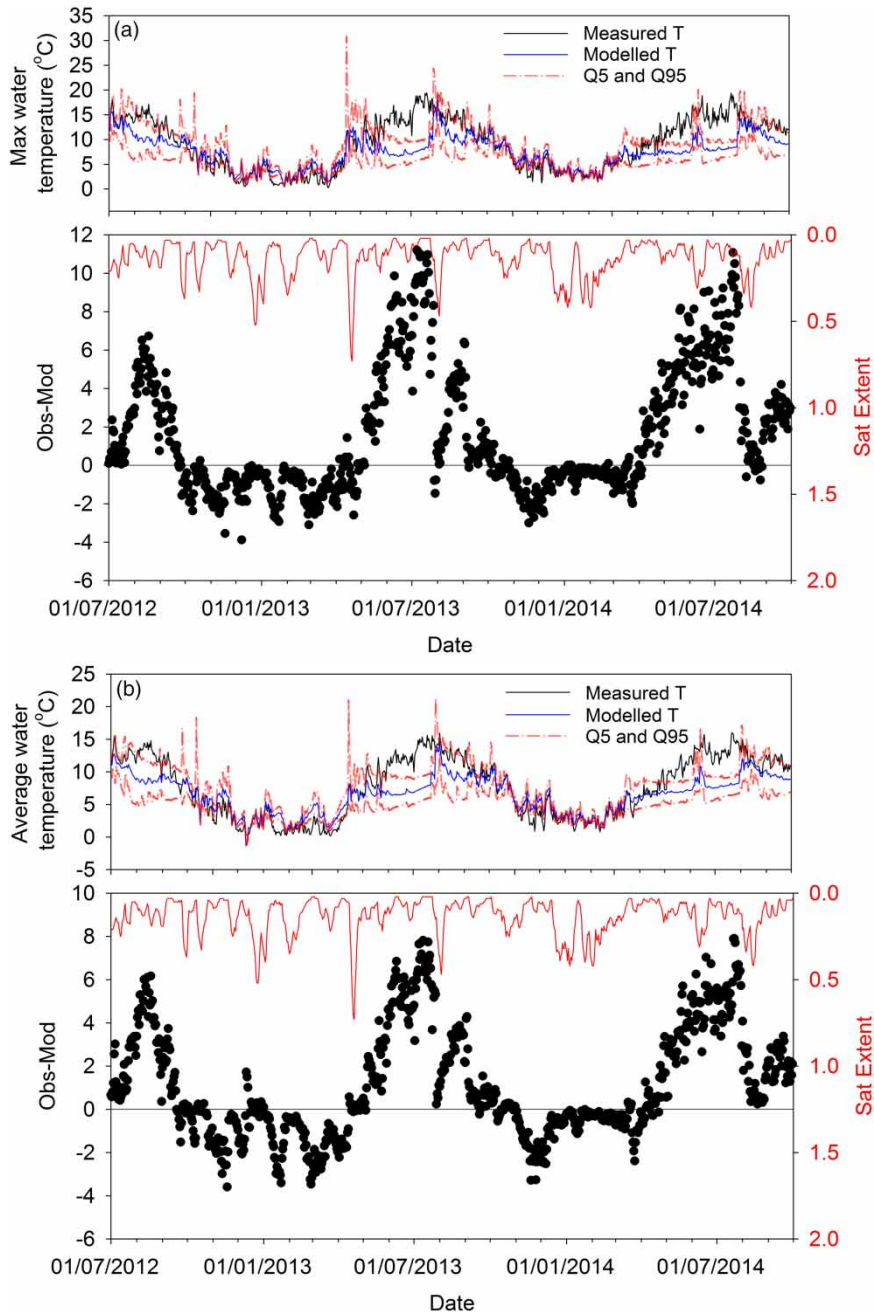 (a)
Measured T
Modelled T
Q5 and Q95
Max water
temperature (°C)
35
30
25
20
15
10
5
0
Obs-Mod
12
10
8
6
4
2
0
-2
-4
-6
0.0
0.5
1.0
1.5
2.0
Sat Extent
01/07/2012 01/01/2013 01/07/2013 01/01/2014 01/07/2014
Date
(b)
Measured T
Modelled T
Q5 and Q95
Average water
temperature (°C)
25
20
15
10
5
0
-5
Obs-Mod
10
8
6
4
2
0
-2
-4
-6
0.0
0.5
1.0
1.5
2.0
Sat Extent
01/07/2012 01/01/2013 01/07/2013 01/01/2014 01/07/2014
Date